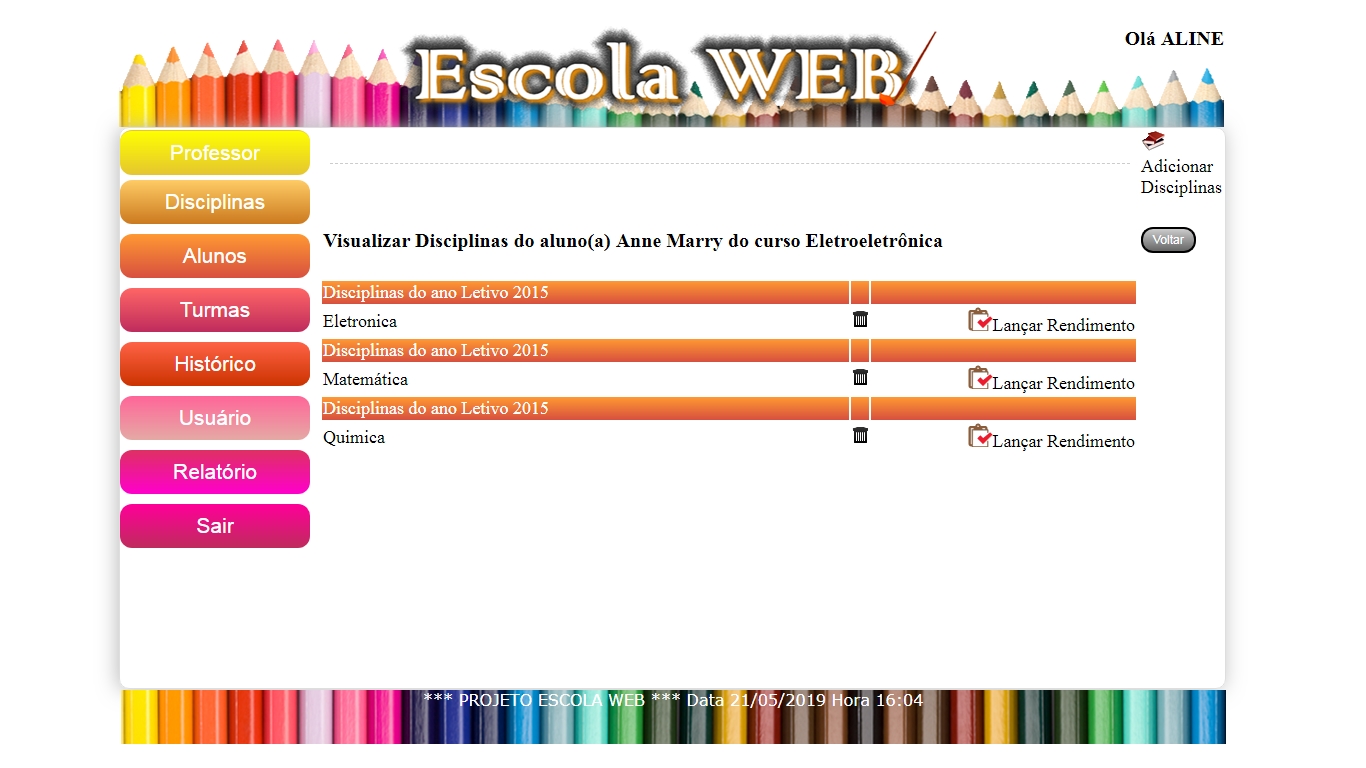 Escola WEB
Olá ALINE
Professor
Disciplinas
Alunos
Turmas
Histórico
Usuário
Relatório
Sair
Adicionar
Disciplinas
Visualizar Disciplinas do aluno(a) Anne Marry do curso Eletroeletrônica
Voltar
Disciplinas do ano Letivo 2015
Eletronica Lançar Rendimento
Disciplinas do ano Letivo 2015
Matemática Lançar Rendimento
Disciplinas do ano Letivo 2015
Quimica Lançar Rendimento
*** PROJETO ESCOLA WEB *** Data 21/05/2019 Hora 16:04